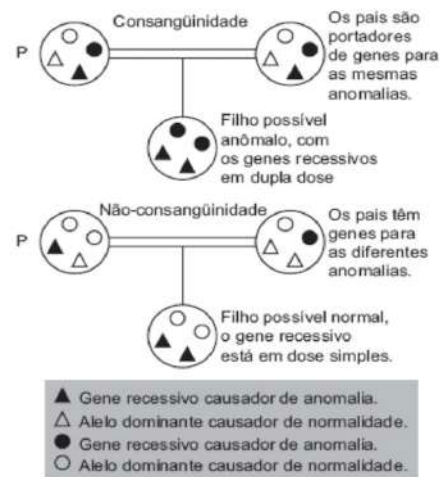 Consangüinidade
P
Os pais são
portadores
de genes para
as mesmas
anomalias.
Filho possível
anômalo, com
os genes recessivos
em dupla dose
Não-consangüinidade
P
Os pais têm
genes para
as diferentes
anomalias.
Filho possível normal,
o gene recessivo
está em dose simples.
▲ Gene recessivo causador de anomalia.
△ Alelo dominante causador de normalidade.
● Gene recessivo causador de anomalia.
○ Alelo dominante causador de normalidade.